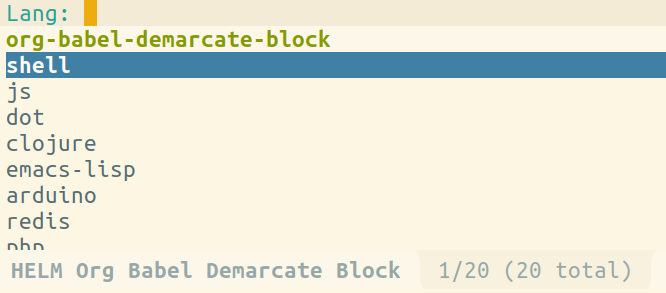 Lang:
org-babel-demarcate-block
shell
js
dot
clojure
emacs-lisp
arduino
redis
php
HELM Org Babel Demarcate Block 1/20 (20 total)